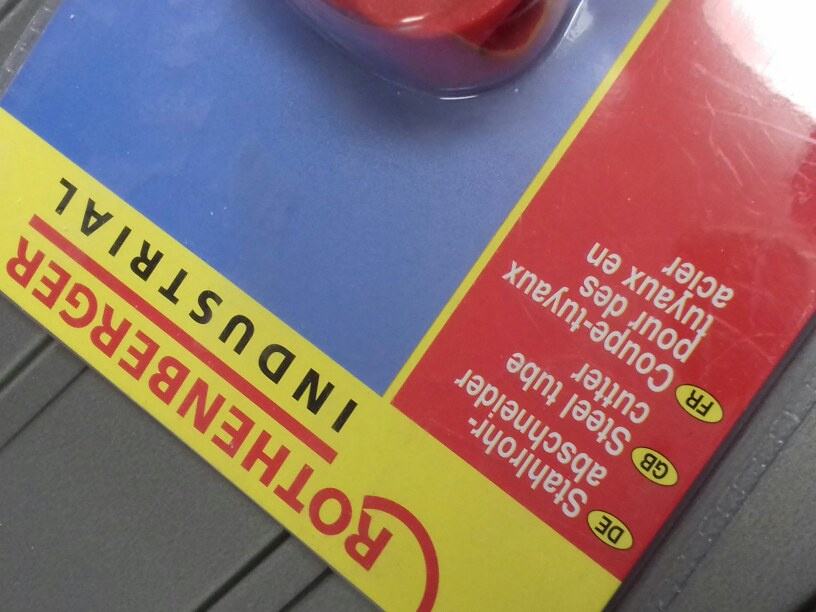 ROTHENBERGER
INDUSTRIAL
DE
Stahlrohr-
abschneider
GB
Steel tube
cutter
FR
Coupe-tuyaux
pour des
tuyaux en
acier